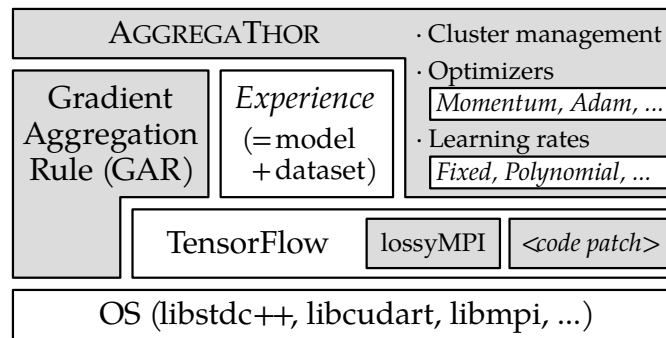 AGGREGATHOR
· Cluster management
· Optimizers
Momentum, Adam, ...
· Learning rates
Fixed, Polynomial, ...
Gradient
Aggregation
Rule (GAR)
Experience
(=model
+dataset)
TensorFlow
lossyMPI
<code patch>
OS (libstdc++, libcudart, libmpi, ...)